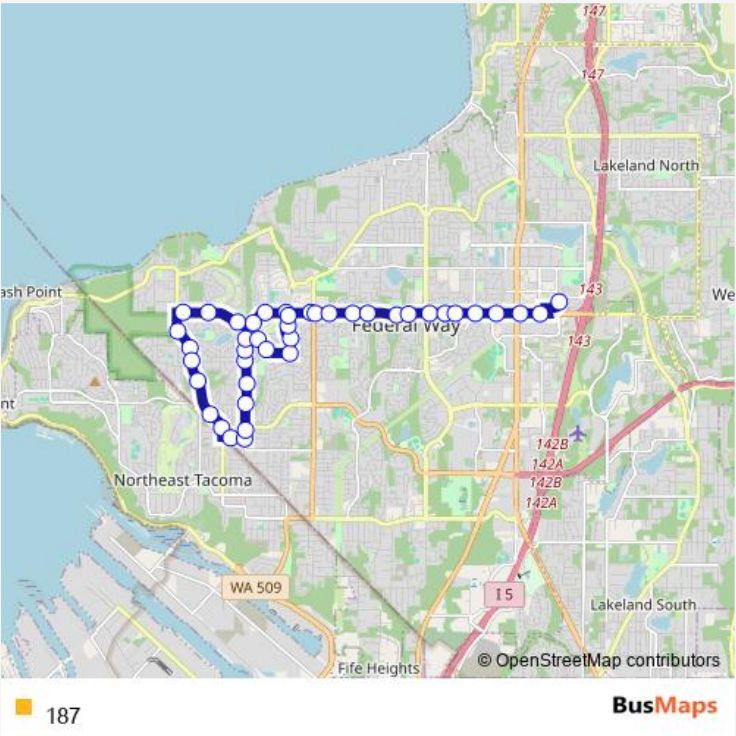 147
147
Lakeland North
ash Point
143
We
Federal Way
143
nt
142B
142A
Northeast Tacoma
142B
142A
WA 509
I 5
Lakeland South
Fife Heights
© OpenStreetMap contributors
187
BusMaps